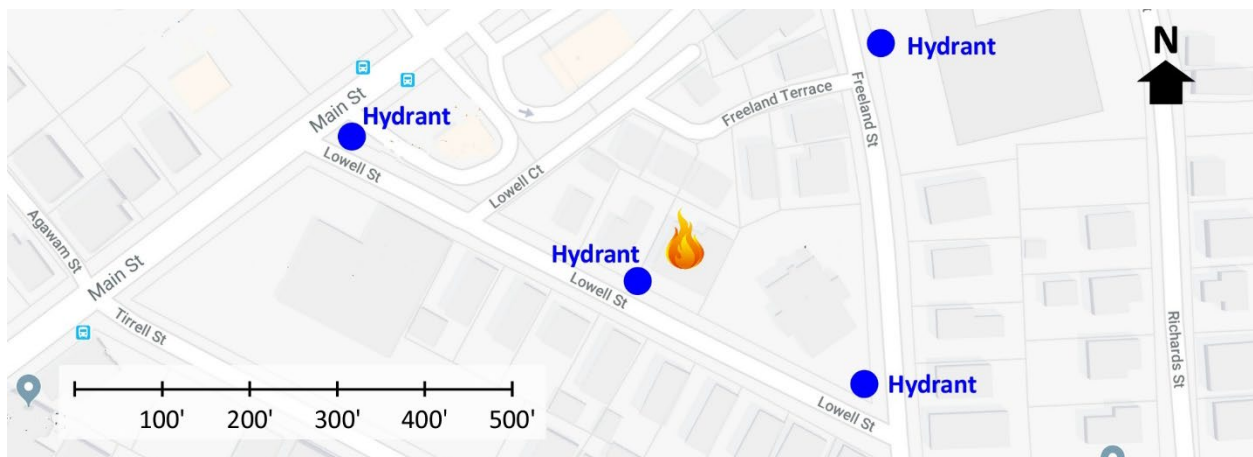 Hydrant
N
Main St
Hydrant
Freeland Terrace
Freeland St
Lowell St
Lowell Ct
Agawam St
Hydrant
Main St
Lowell St
Tirrell St
Richards St
Hydrant
Lowell St
100' 200' 300' 400' 500'